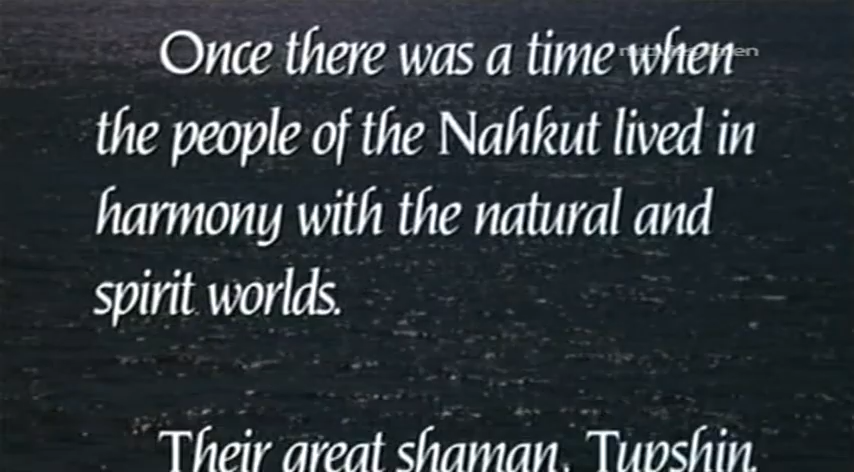 Once there was a time when
the people of the Nahkut lived in
harmony with the natural and
spirit worlds.
Their great shaman, Tupshin,